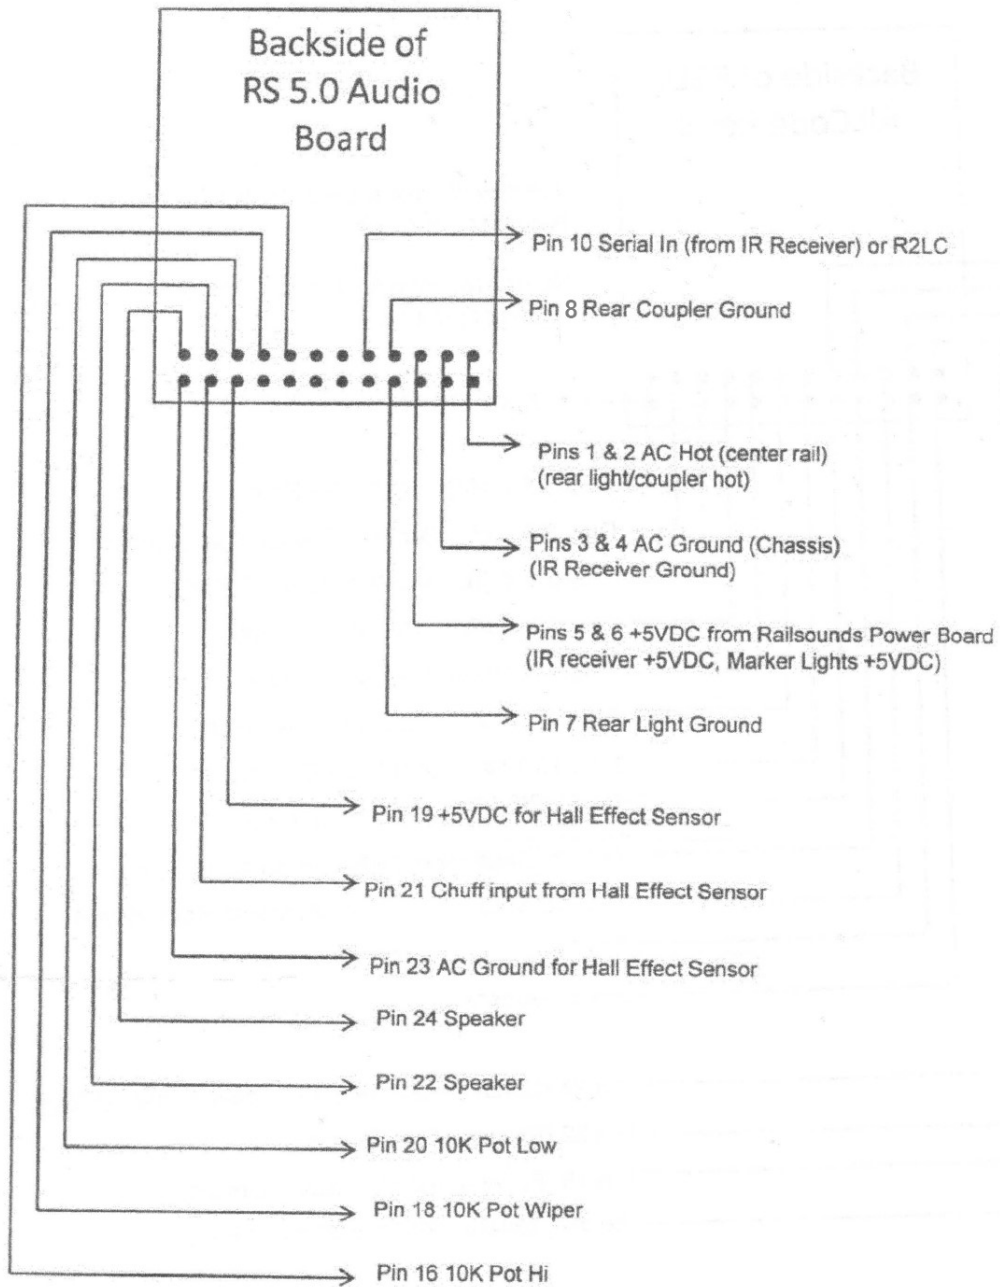 Backside of
RS 5.0 Audio
Board
Pin 10 Serial In (from IR Receiver) or R2LC
Pin 8 Rear Coupler Ground
Pins 1 & 2 AC Hot (center rail)
(rear light/coupler hot)
Pins 3 & 4 AC Ground (Chassis)
(IR Receiver Ground)
Pins 5 & 6 +5VDC from Railsounds Power Board
(IR receiver +5VDC, Marker Lights +5VDC)
Pin 7 Rear Light Ground
Pin 19 +5VDC for Hall Effect Sensor
Pin 21 Chuff input from Hall Effect Sensor
Pin 23 AC Ground for Hall Effect Sensor
Pin 24 Speaker
Pin 22 Speaker
Pin 20 10K Pot Low
Pin 18 10K Pot Wiper
Pin 16 10K Pot Hi